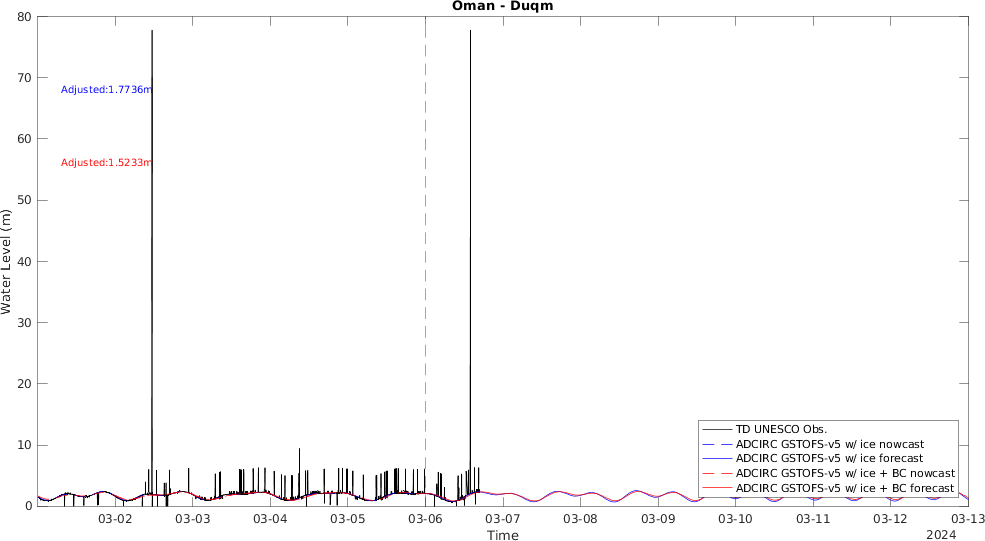 Oman - Duqm
80
70
60
50
40
30
20
10
0
Water Level (m)
Adjusted:1.7736m
Adjusted:1.5233m
TD UNESCO Obs.
ADCIRC GSTOFS-v5 w/ ice nowcast
ADCIRC GSTOFS-v5 w/ ice forecast
ADCIRC GSTOFS-v5 w/ ice + BC nowcast
ADCIRC GSTOFS-v5 w/ ice + BC forecast
03-02 03-03 03-04 03-05 03-06 03-07 03-08 03-09 03-10 03-11 03-12 03-13
Time
2024